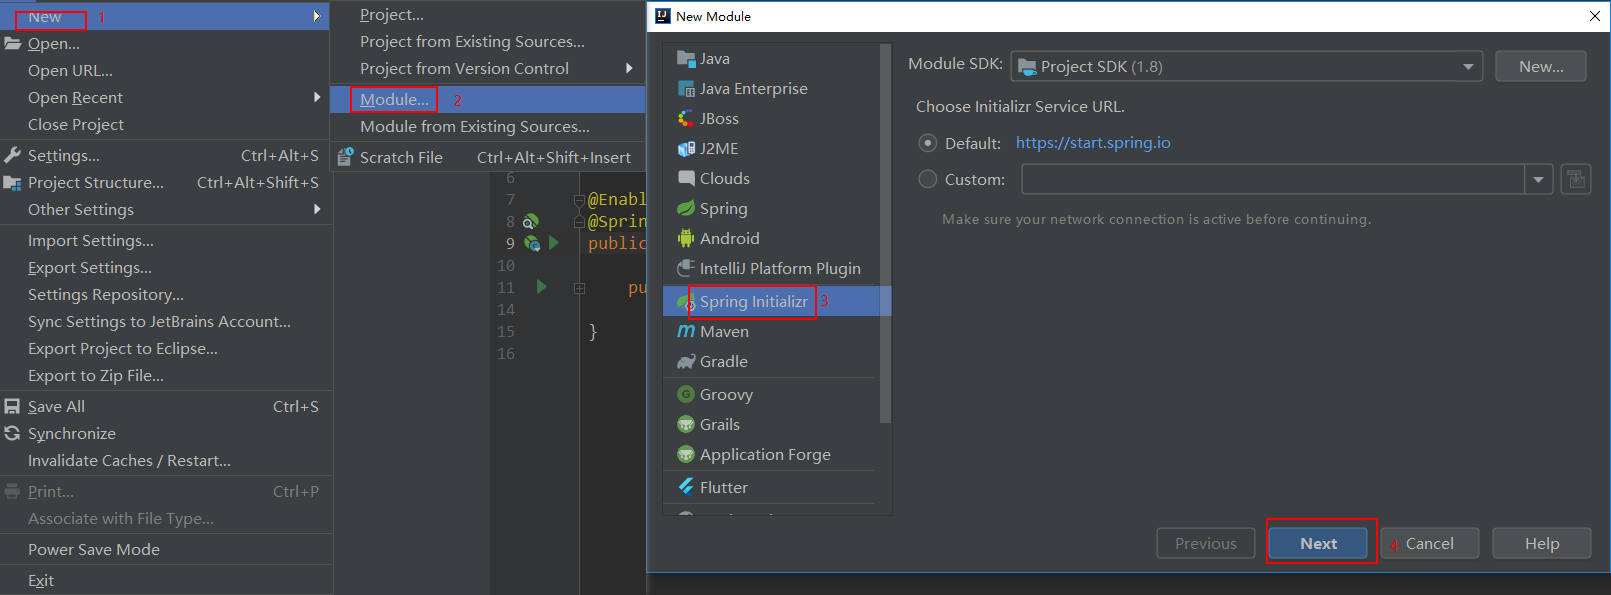 New 1
Open...
Open URL...
Open Recent
Close Project
Settings... Ctrl+Alt+S
Project Structure... Ctrl+Alt+Shift+S
Other Settings
Import Settings...
Export Settings...
Settings Repository...
Sync Settings to JetBrains Account...
Export Project to Eclipse...
Export to Zip File...
Save All Ctrl+S
Synchronize
Invalidate Caches / Restart...
Print... Ctrl+P
Associate with File Type...
Power Save Mode
Exit
Project...
Project from Existing Sources...
Project from Version Control
Module... 2
Module from Existing Sources...
Scratch File Ctrl+Alt+Shift+Insert
6
7 @Enabl
8 @Sprin
9 public
10
11 pu
14
15 }
16
New Module
Java
Java Enterprise
JBoss
J2ME
Clouds
Spring
Android
IntelliJ Platform Plugin
Spring Initializr 3
Maven
Gradle
Groovy
Grails
Application Forge
Flutter
Module SDK: Project SDK (1.8) New...
Choose Initializr Service URL.
Default: https://start.spring.io
Custom:
Make sure your network connection is active before continuing.
Previous Next 4 Cancel Help